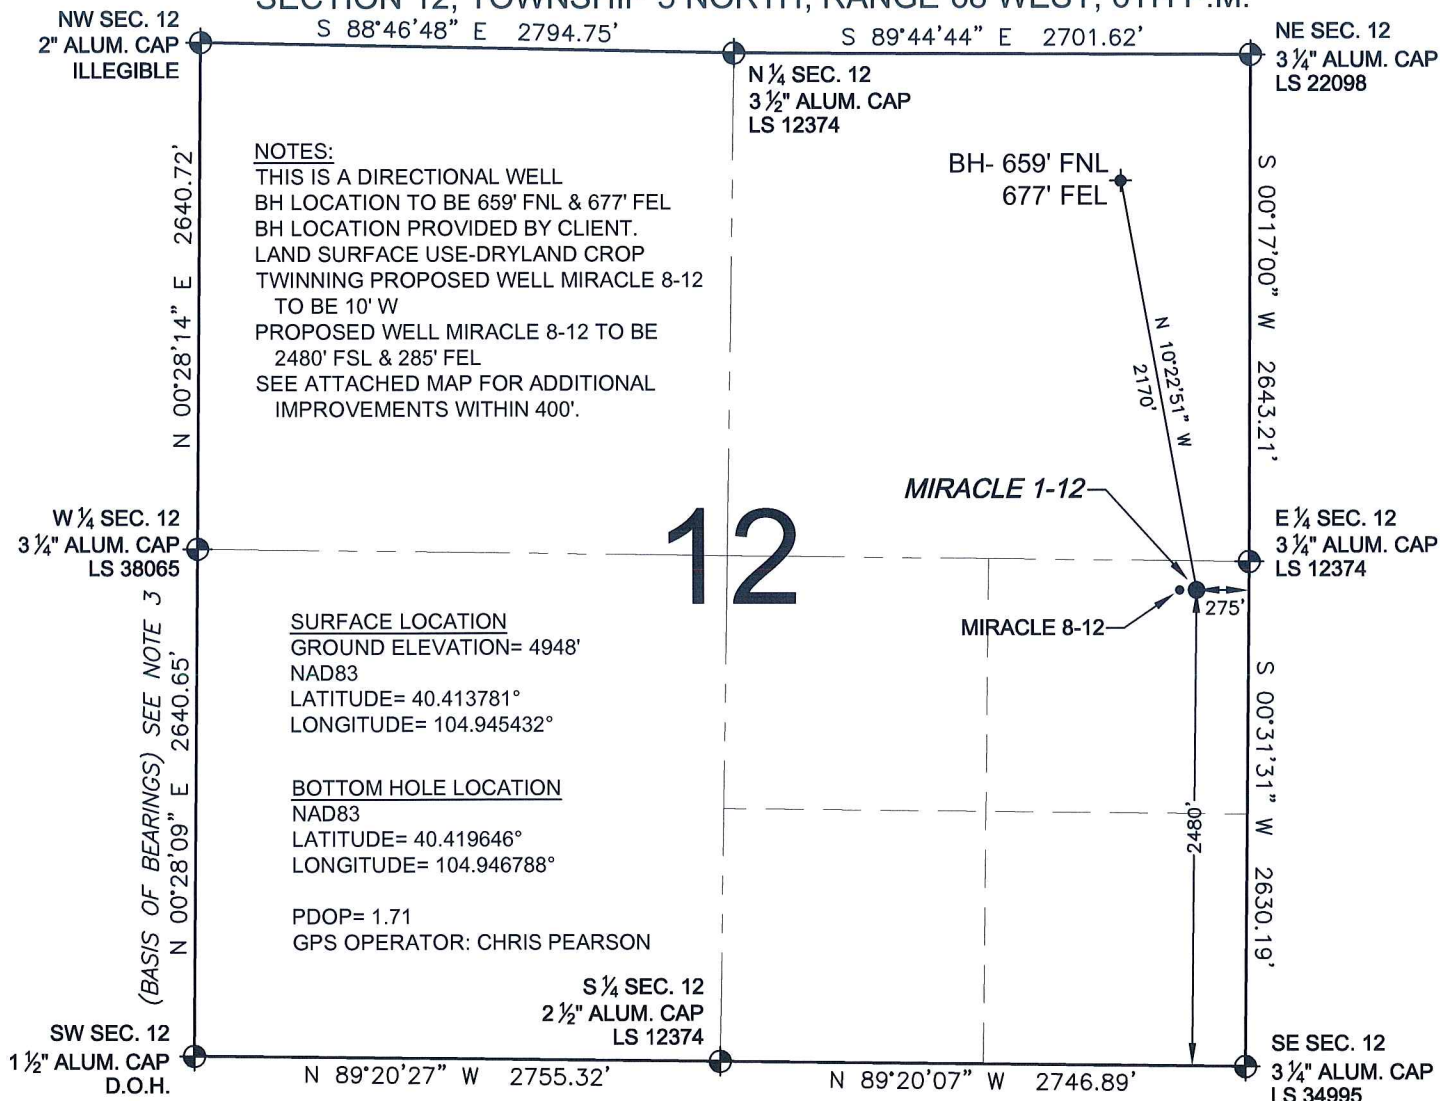 SECTION 12, TOWNSHIP 5 NORTH, RANGE 68 WEST, 6TH P.M.
NW SEC. 12
2" ALUM. CAP
ILLEGIBLE
S 88°46'48" E 2794.75'
S 89°44'44" E 2701.62'
NE SEC. 12
3 ¼" ALUM. CAP
LS 22098
N ¼ SEC. 12
3 ½" ALUM. CAP
LS 12374
NOTES:
THIS IS A DIRECTIONAL WELL
BH LOCATION TO BE 659' FNL & 677' FEL
BH LOCATION PROVIDED BY CLIENT.
LAND SURFACE USE-DRYLAND CROP
TWINNING PROPOSED WELL MIRACLE 8-12
TO BE 10' W
PROPOSED WELL MIRACLE 8-12 TO BE
2480' FSL & 285' FEL
SEE ATTACHED MAP FOR ADDITIONAL
IMPROVEMENTS WITHIN 400'.
BH- 659' FNL
677' FEL
N 00°28'14" E 2640.72'
S 00°17'00" W 2643.21'
N 10°22'51" W
2170'
MIRACLE 1-12
W ¼ SEC. 12
3 ¼" ALUM. CAP
LS 38065
12
E ¼ SEC. 12
3 ¼" ALUM. CAP
LS 12374
275'
MIRACLE 8-12
SURFACE LOCATION
GROUND ELEVATION= 4948'
NAD83
LATITUDE= 40.413781°
LONGITUDE= 104.945432°
BOTTOM HOLE LOCATION
NAD83
LATITUDE= 40.419646°
LONGITUDE= 104.946788°
PDOP= 1.71
GPS OPERATOR: CHRIS PEARSON
(BASIS OF BEARINGS) SEE NOTE 3
N 00°28'09" E 2640.65'
2480'
S 00°31'31" W 2630.19'
S ¼ SEC. 12
2 ½" ALUM. CAP
LS 12374
SW SEC. 12
1 ½" ALUM. CAP
D.O.H.
N 89°20'27" W 2755.32'
N 89°20'07" W 2746.89'
SE SEC. 12
3 ¼" ALUM. CAP
LS 34995